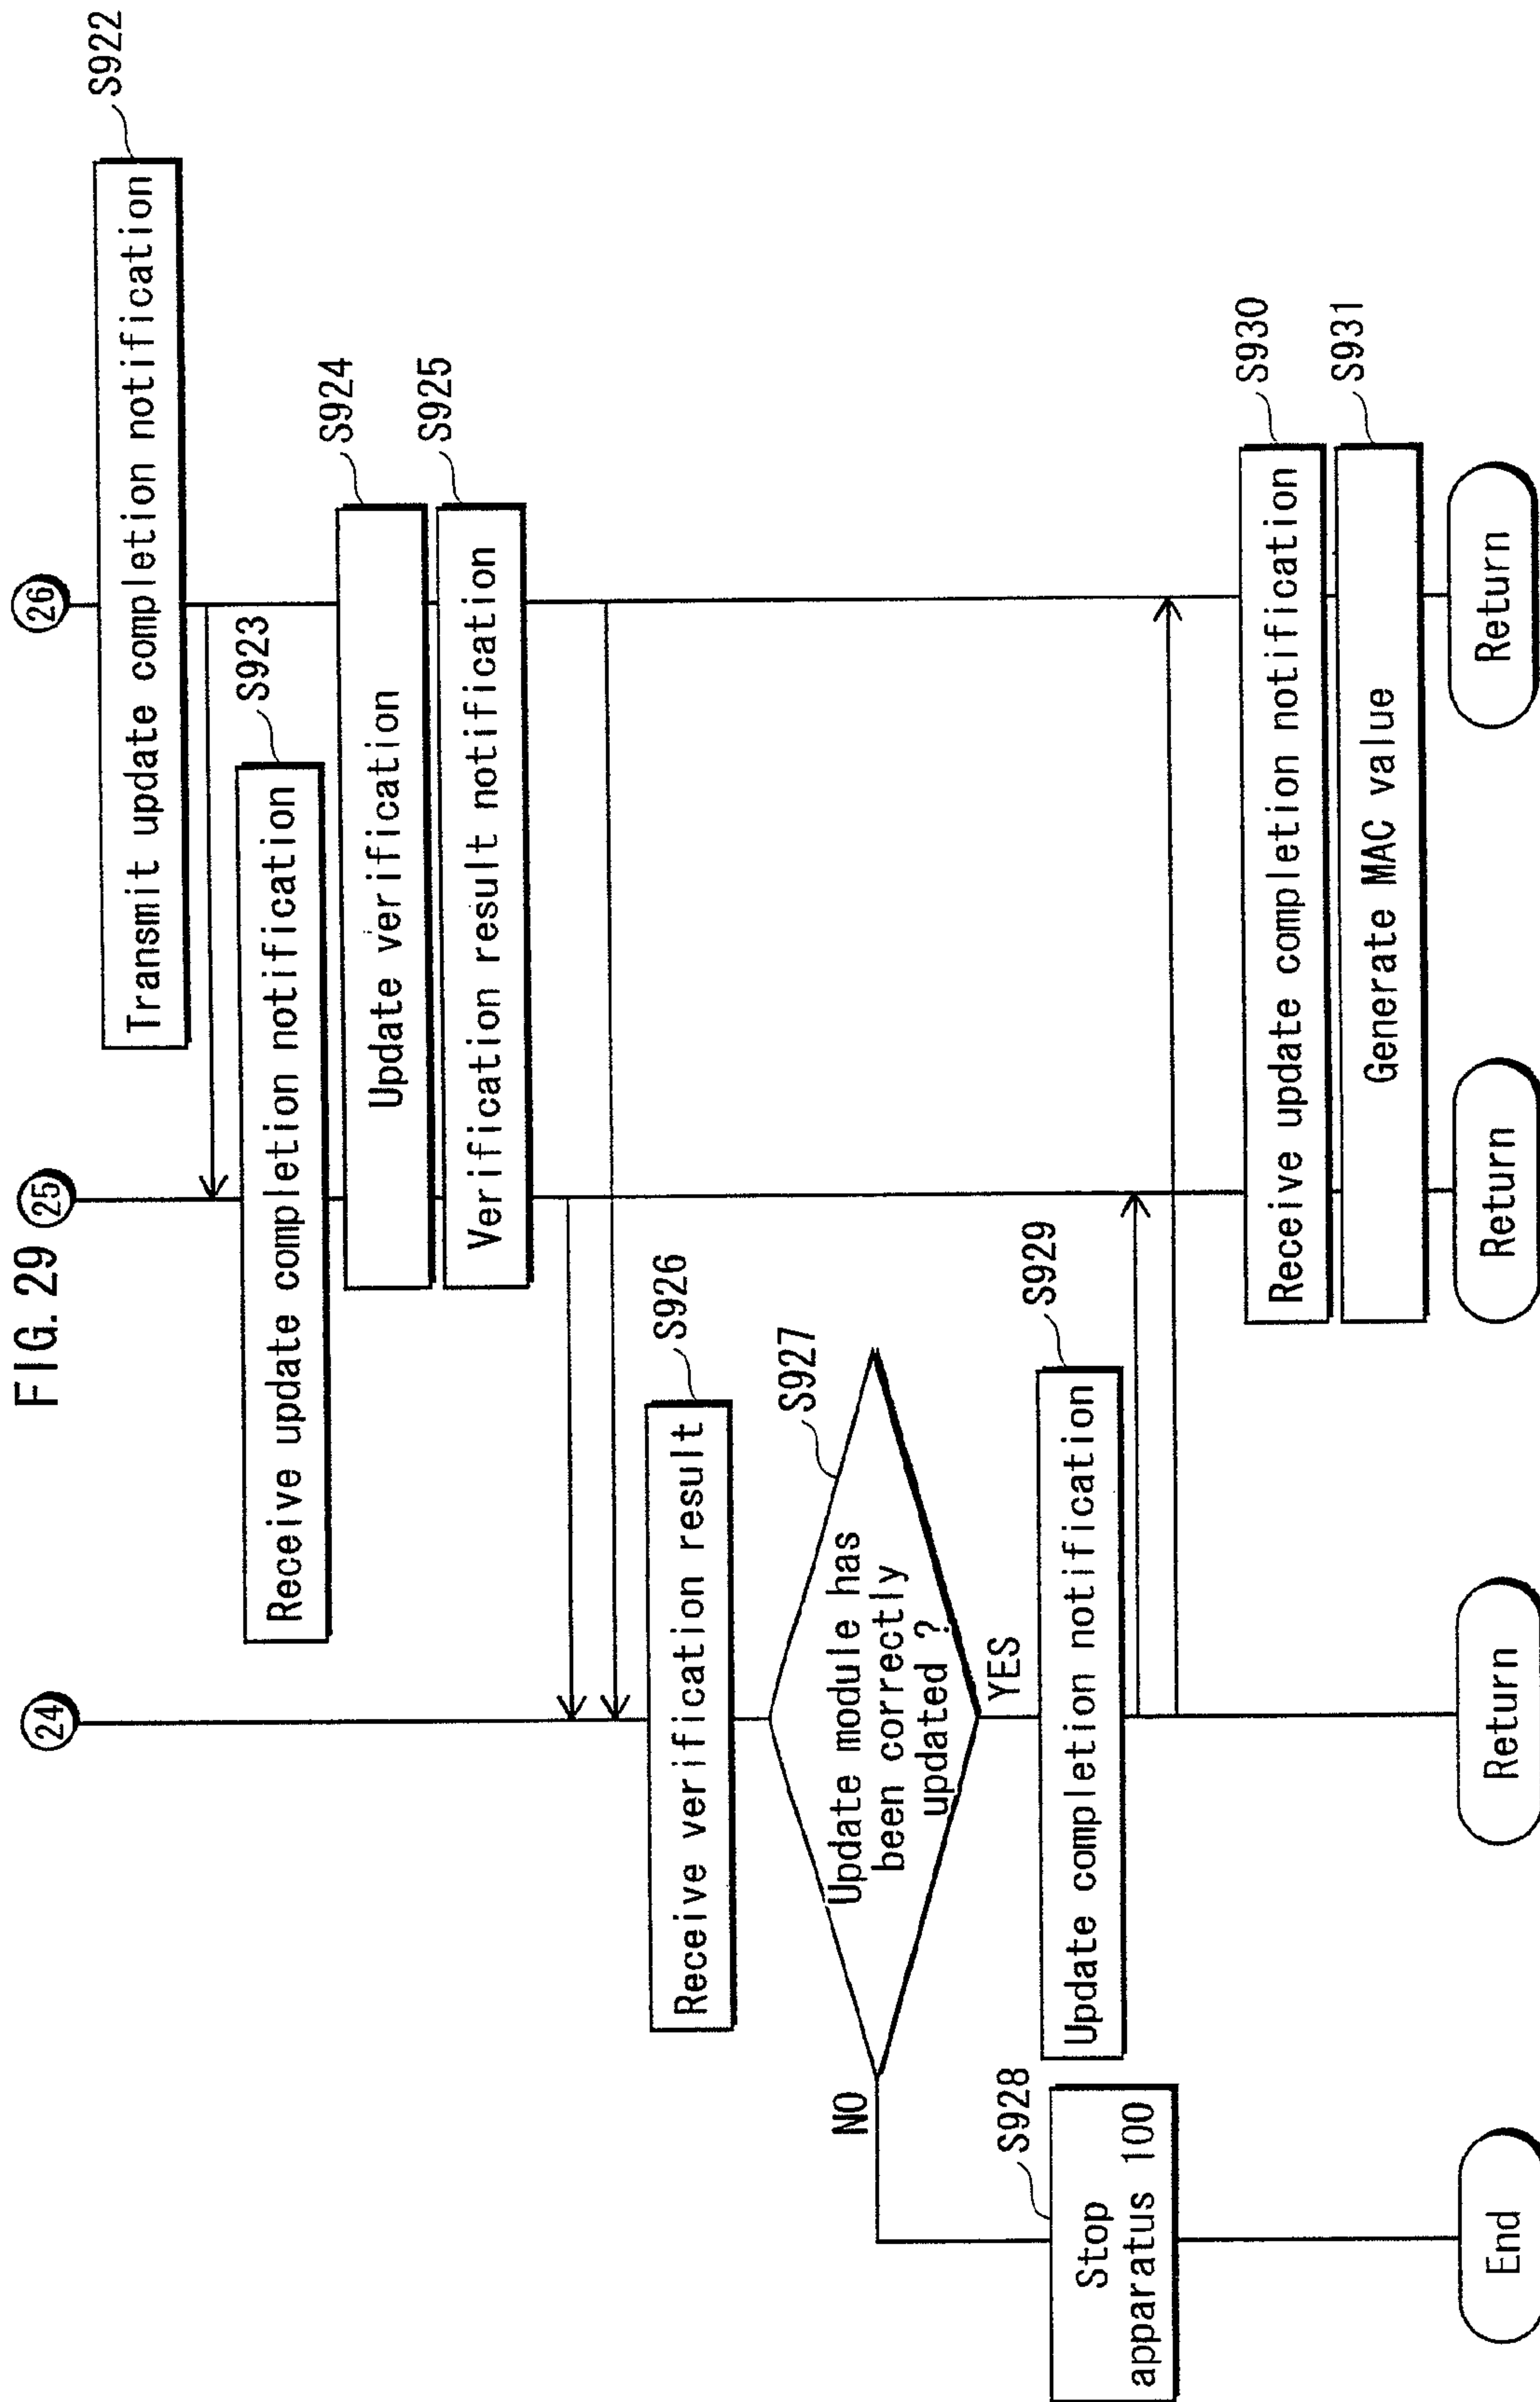 FIG. 29
24
25
26
Transmit update completion notification
S922
Receive update completion notification
S923
Update verification
S924
Verification result notification
S925
Receive verification result
S926
Update module has
been correctly
updated ?
S927
NO
YES
Stop
apparatus 100
S928
Update completion notification
S929
Receive update completion notification
S930
Generate MAC value
S931
End
Return
Return
Return